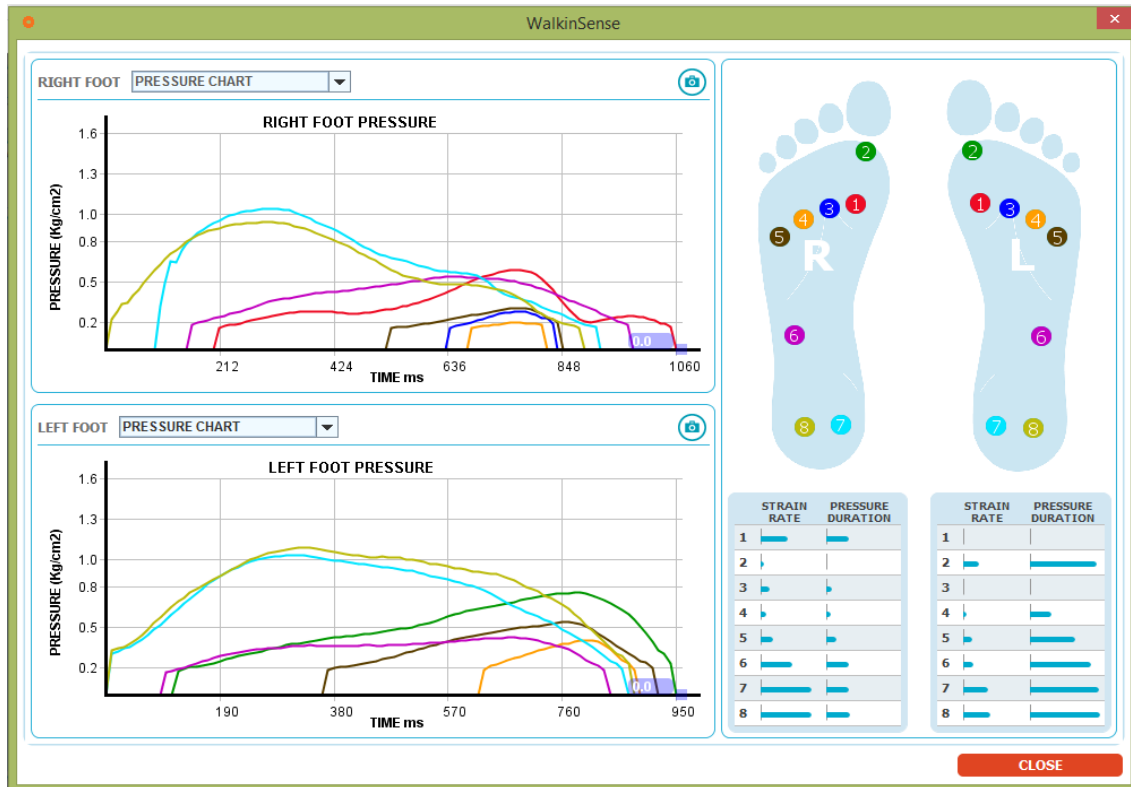 WalkinSense
RIGHT FOOT PRESSURE CHART
RIGHT FOOT PRESSURE
PRESSURE (Kg/cm2)
1.6
1.3
1.0
0.8
0.5
0.2
0.0
212 424 636 848 1060
TIME ms
LEFT FOOT PRESSURE CHART
LEFT FOOT PRESSURE
PRESSURE (Kg/cm2)
1.6
1.3
1.0
0.8
0.5
0.2
0.0
190 380 570 760 950
TIME ms
2 2
3 1 1 3
4 4
5 5
R L
6 6
8 7 7 8
STRAIN RATE PRESSURE DURATION
1
2
3
4
5
6
7
8
STRAIN RATE PRESSURE DURATION
1
2
3
4
5
6
7
8
CLOSE